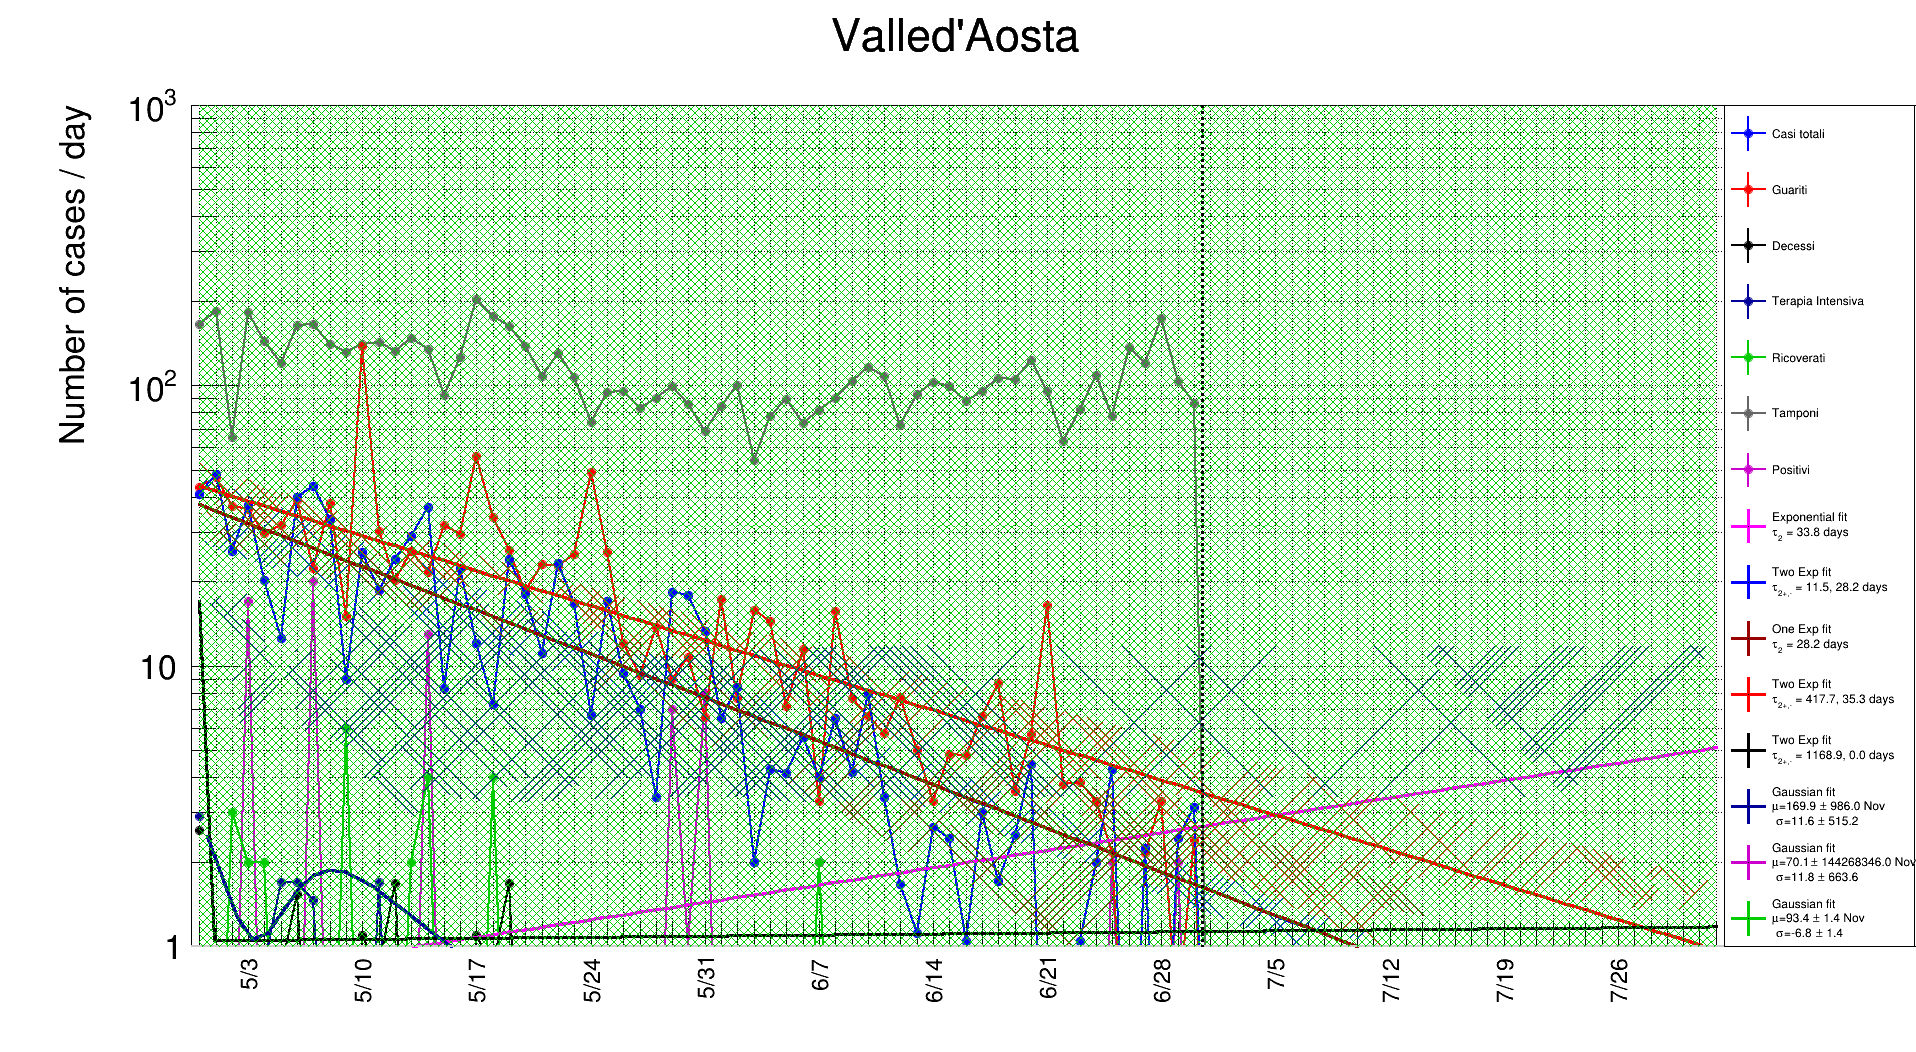 Valled'Aosta
Number of cases / day
10³
10²
10
1
5/3
5/10
5/17
5/24
5/31
6/7
6/14
6/21
6/28
7/5
7/12
7/19
7/26
Casi totali
Guariti
Decessi
Terapia Intensiva
Ricoverati
Tamponi
Positivi
Exponential fit
τ₂ = 33.8 days
Two Exp fit
τ₂₊,₋ = 11.5, 28.2 days
One Exp fit
τ₂ = 28.2 days
Two Exp fit
τ₂₊,₋ = 417.7, 35.3 days
Two Exp fit
τ₂₊,₋ = 1168.9, 0.0 days
Gaussian fit
μ=169.9 ± 986.0 Nov
σ=11.6 ± 515.2
Gaussian fit
μ=70.1 ± 144268346.0 Nov
σ=11.8 ± 663.6
Gaussian fit
μ=93.4 ± 1.4 Nov
σ=-6.8 ± 1.4